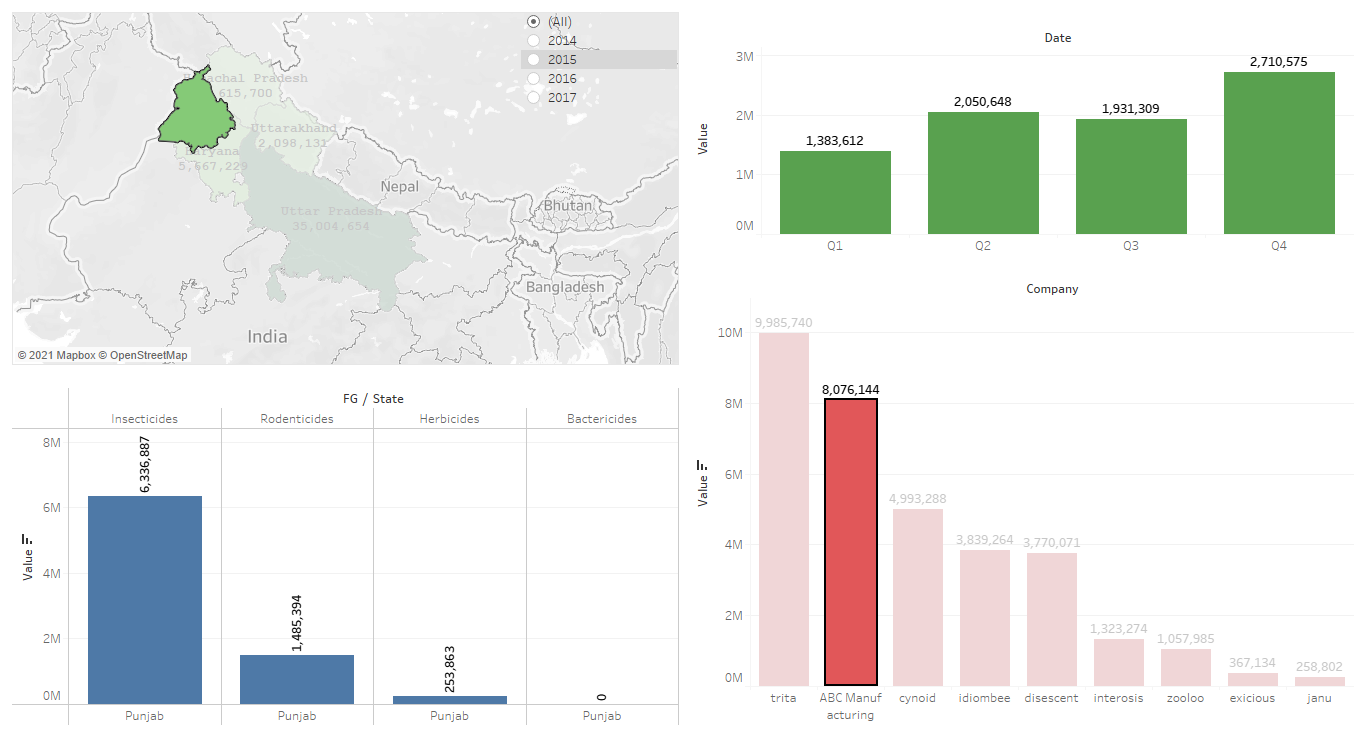 (All)
2014
2015
2016
2017
achal Pradesh
615,700
Uttarakhand
2,098,131
Haryana
5,667,229
Uttar Pradesh
35,004,654
Nepal
Bhutan
Bangladesh
India
© 2021 Mapbox © OpenStreetMap
Date
Value
3M
2M
1M
0M
1,383,612
2,050,648
1,931,309
2,710,575
Q1
Q2
Q3
Q4
FG / State
Insecticides
Rodenticides
Herbicides
Bactericides
Value
8M
6M
4M
2M
0M
6,336,887
1,485,394
253,863
0
Punjab
Punjab
Punjab
Punjab
Company
Value
10M
8M
6M
4M
2M
0M
9,985,740
8,076,144
4,993,288
3,839,264
3,770,071
1,323,274
1,057,985
367,134
258,802
trita
ABC Manuf
acturing
cynoid
idiombee
disescent
interosis
zooloo
exicious
janu